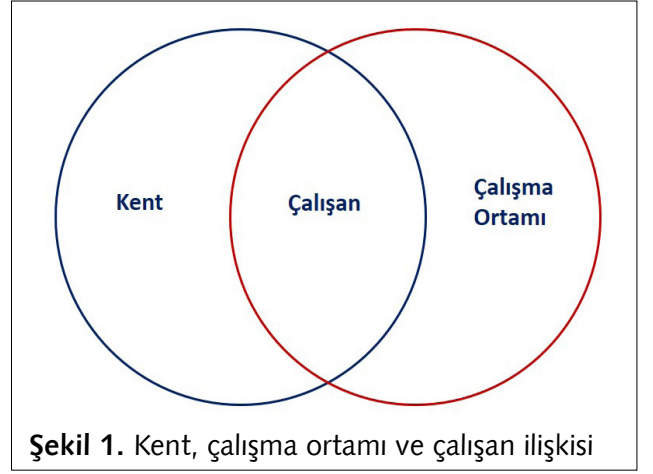 Kent
Çalışan
Çalışma
Ortamı
Şekil 1. Kent, çalışma ortamı ve çalışan ilişkisi